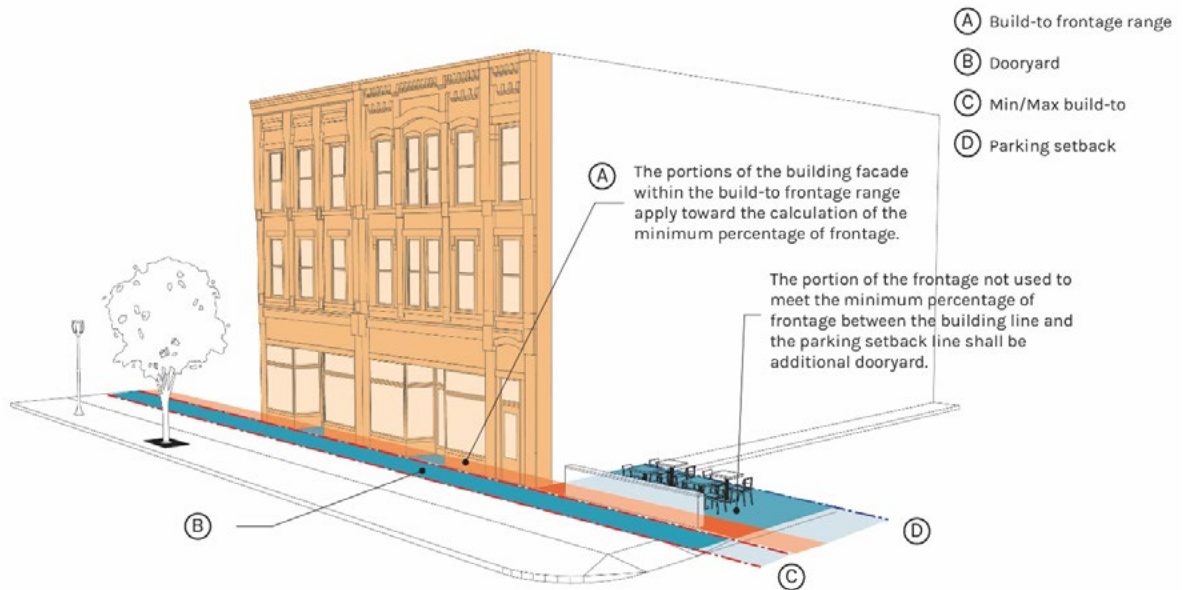 A Build-to frontage range
B Dooryard
C Min/Max build-to
D Parking setback
A The portions of the building facade
within the build-to frontage range
apply toward the calculation of the
minimum percentage of frontage.
The portion of the frontage not used to
meet the minimum percentage of
frontage between the building line and
the parking setback line shall be
additional dooryard.
B
D
C